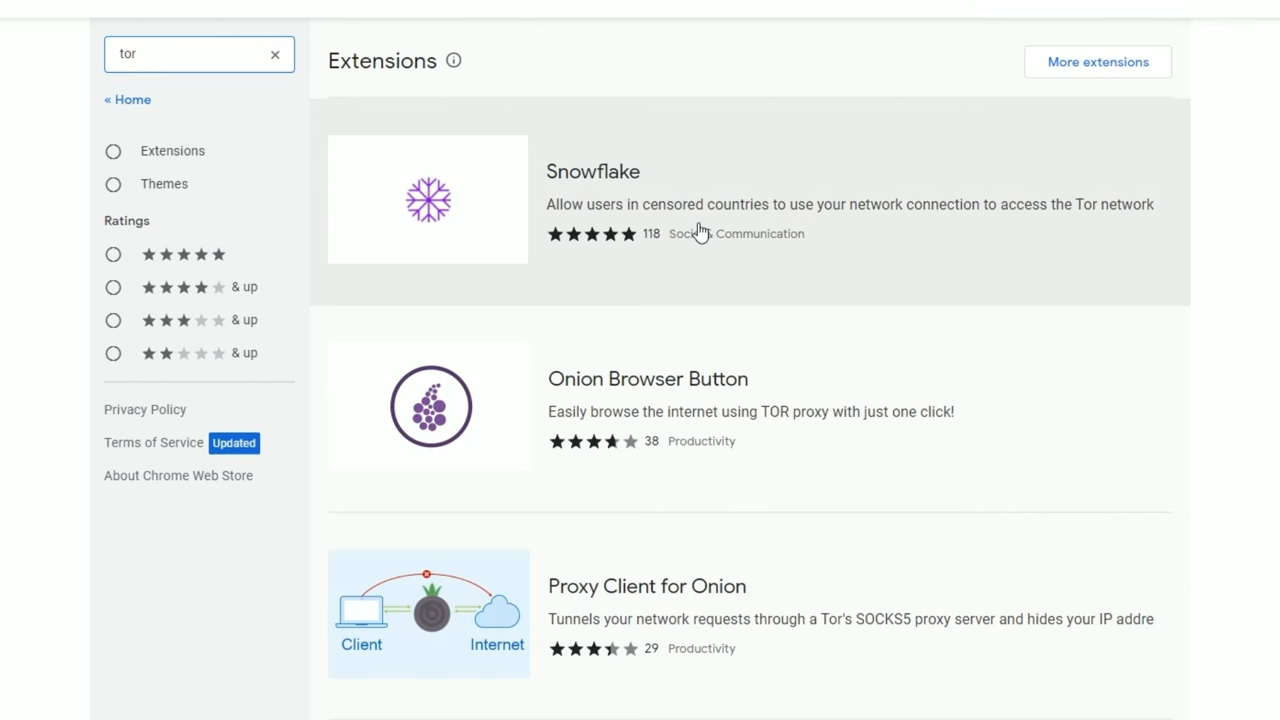 tor
« Home
Extensions
Themes
Ratings
& up
& up
& up
Privacy Policy
Terms of Service Updated
About Chrome Web Store
Extensions
More extensions
Snowflake
Allow users in censored countries to use your network connection to access the Tor network
118 & Communication
Onion Browser Button
Easily browse the internet using TOR proxy with just one click!
38 Productivity
Client
Internet
Proxy Client for Onion
Tunnels your network requests through a Tor's SOCKS5 proxy server and hides your IP addre
29 Productivity